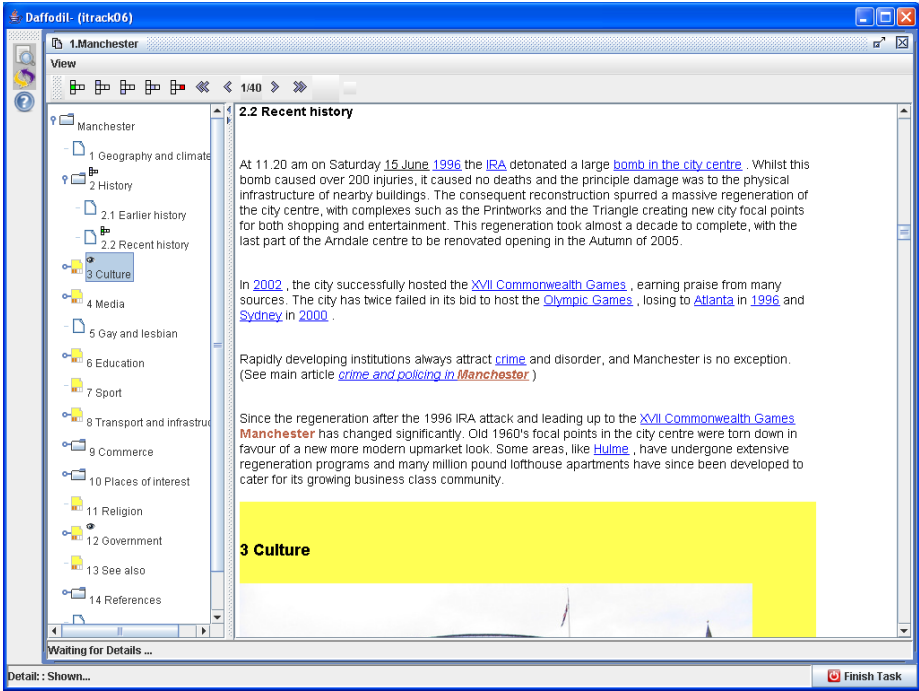 Daffodil- (itrack06)
1.Manchester
View
1/40
Manchester
1 Geography and climate
2 History
2.1 Earlier history
2.2 Recent history
3 Culture
4 Media
5 Gay and lesbian
6 Education
7 Sport
8 Transport and infrastruc
9 Commerce
10 Places of interest
11 Religion
12 Government
13 See also
14 References
2.2 Recent history
At 11.20 am on Saturday 15 June 1996 the IRA detonated a large bomb in the city centre . Whilst this
bomb caused over 200 injuries, it caused no deaths and the principle damage was to the physical
infrastructure of nearby buildings. The consequent reconstruction spurred a massive regeneration of
the city centre, with complexes such as the Printworks and the Triangle creating new city focal points
for both shopping and entertainment. This regeneration took almost a decade to complete, with the
last part of the Arndale centre to be renovated opening in the Autumn of 2005.
In 2002 , the city successfully hosted the XVII Commonwealth Games , earning praise from many
sources. The city has twice failed in its bid to host the Olympic Games , losing to Atlanta in 1996 and
Sydney in 2000 .
Rapidly developing institutions always attract crime and disorder, and Manchester is no exception.
(See main article crime and policing in Manchester )
Since the regeneration after the 1996 IRA attack and leading up to the XVII Commonwealth Games
Manchester has changed significantly. Old 1960's focal points in the city centre were torn down in
favour of a new more modern upmarket look. Some areas, like Hulme , have undergone extensive
regeneration programs and many million pound lofthouse apartments have since been developed to
cater for its growing business class community.
3 Culture
Waiting for Details ...
Detail: : Shown...
Finish Task